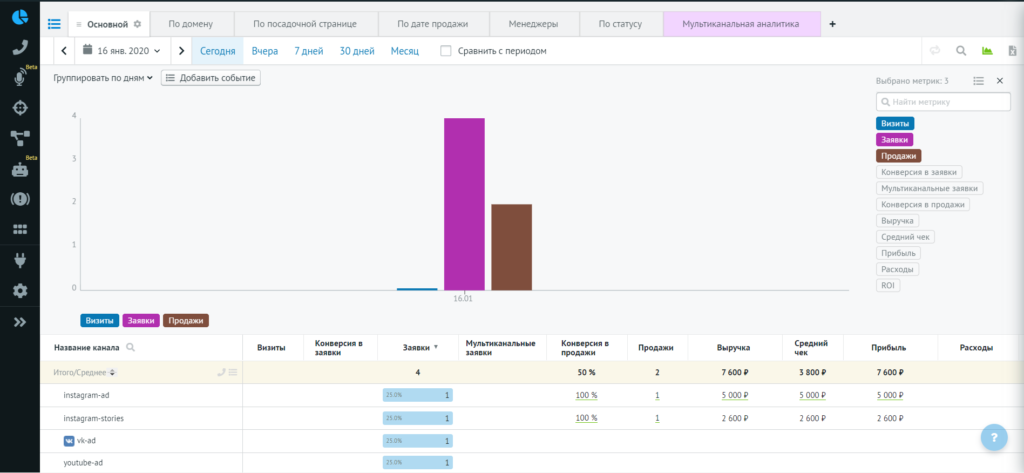 Основной
По домену
По посадочной странице
По дате продажи
Менеджеры
По статусу
Мультиканальная аналитика
+
16 янв. 2020
Сегодня
Вчера
7 дней
30 дней
Месяц
Сравнить с периодом
Beta
Beta
Группировать по дням
Добавить событие
Выбрано метрик: 3
Найти метрику
Визиты
Заявки
Продажи
Конверсия в заявки
Мультиканальные заявки
Конверсия в продажи
Выручка
Средний чек
Прибыль
Расходы
ROI
4
3
2
1
0
16.01
Визиты Заявки Продажи
Название канала
Визиты
Конверсия в заявки
Заявки
Мультиканальные заявки
Конверсия в продажи
Продажи
Выручка
Средний чек
Прибыль
Расходы
Итого/Среднее 4 50 % 2 7 600 ₽ 3 800 ₽ 7 600 ₽
instagram-ad 25.0% 1 100 % 1 5 000 ₽ 5 000 ₽ 5 000 ₽
instagram-stories 25.0% 1 100 % 1 2 600 ₽ 2 600 ₽ 2 600 ₽
vk-ad 25.0% 1
youtube-ad 25.0% 1
?